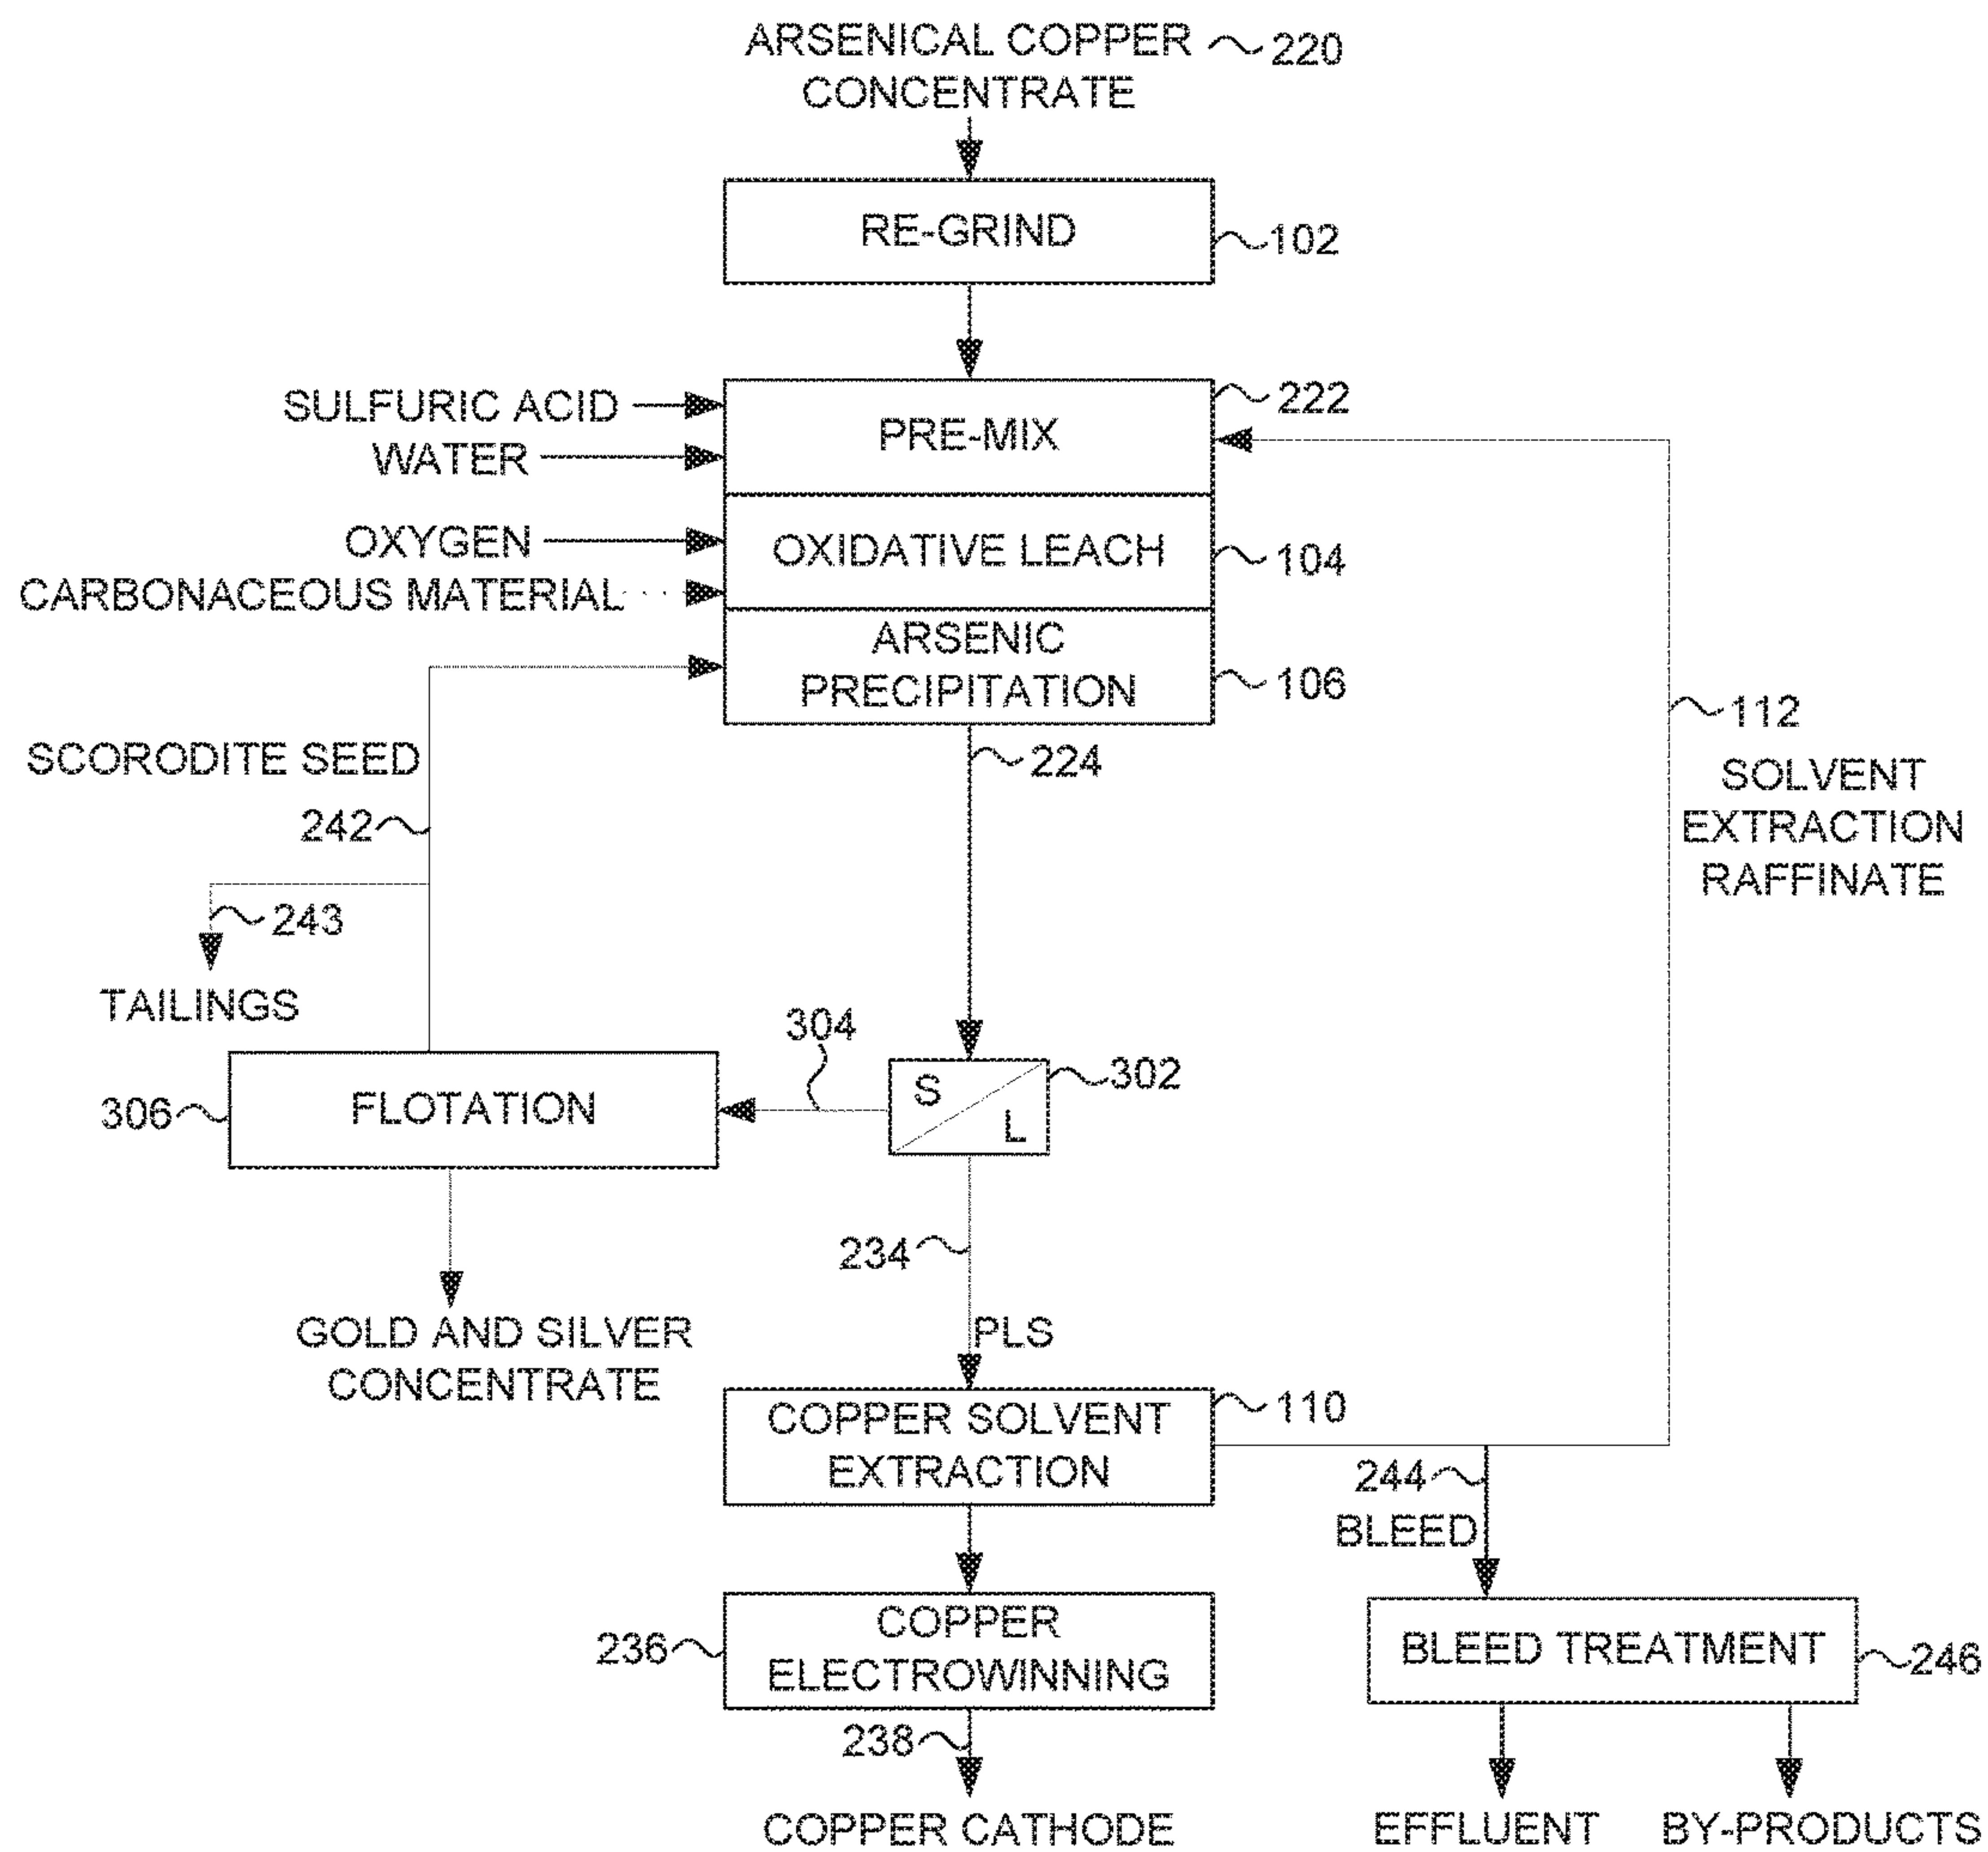 ARSENICAL COPPER
CONCENTRATE
220
RE-GRIND
102
SULFURIC ACID
WATER
PRE-MIX
222
OXYGEN
CARBONACEOUS MATERIAL
OXIDATIVE LEACH
104
ARSENIC
PRECIPITATION
106
112
SOLVENT
EXTRACTION
RAFFINATE
SCORODITE SEED
242
224
243
TAILINGS
304
S
L
302
306
FLOTATION
234
GOLD AND SILVER
CONCENTRATE
PLS
COPPER SOLVENT
EXTRACTION
110
244
BLEED
236
COPPER
ELECTROWINNING
BLEED TREATMENT
246
238
COPPER CATHODE
EFFLUENT
BY-PRODUCTS